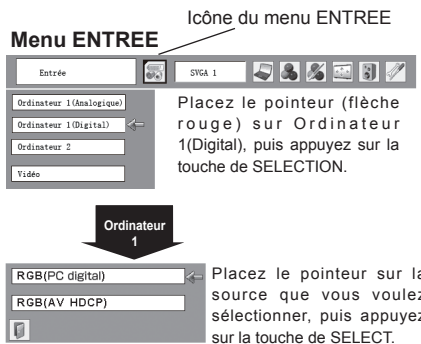 Icône du menu ENTREE
Menu ENTREE
Entrée
SVGA 1
Ordinateur 1(Analogique)
Ordinateur 1(Digital)
Ordinateur 2
Vidéo
Placez le pointeur (flèche
rouge) sur Ordinateur
1(Digital), puis appuyez sur la
touche de SELECTION.
Ordinateur
1
RGB(PC digital)
RGB(AV HDCP)
Placez le pointeur sur la
source que vous voulez
sélectionner, puis appuyez
sur la touche de SELECT.